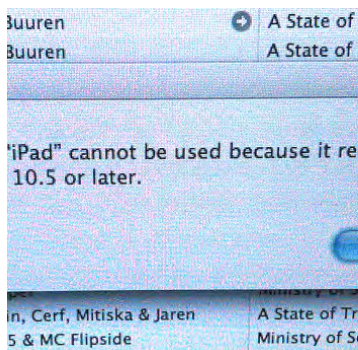 Buuren A State of
Buuren A State of
"iPad" cannot be used because it re
10.5 or later.
in, Cerf, Mitiska & Jaren A State of Tr
5 & MC Flipside Ministry of S